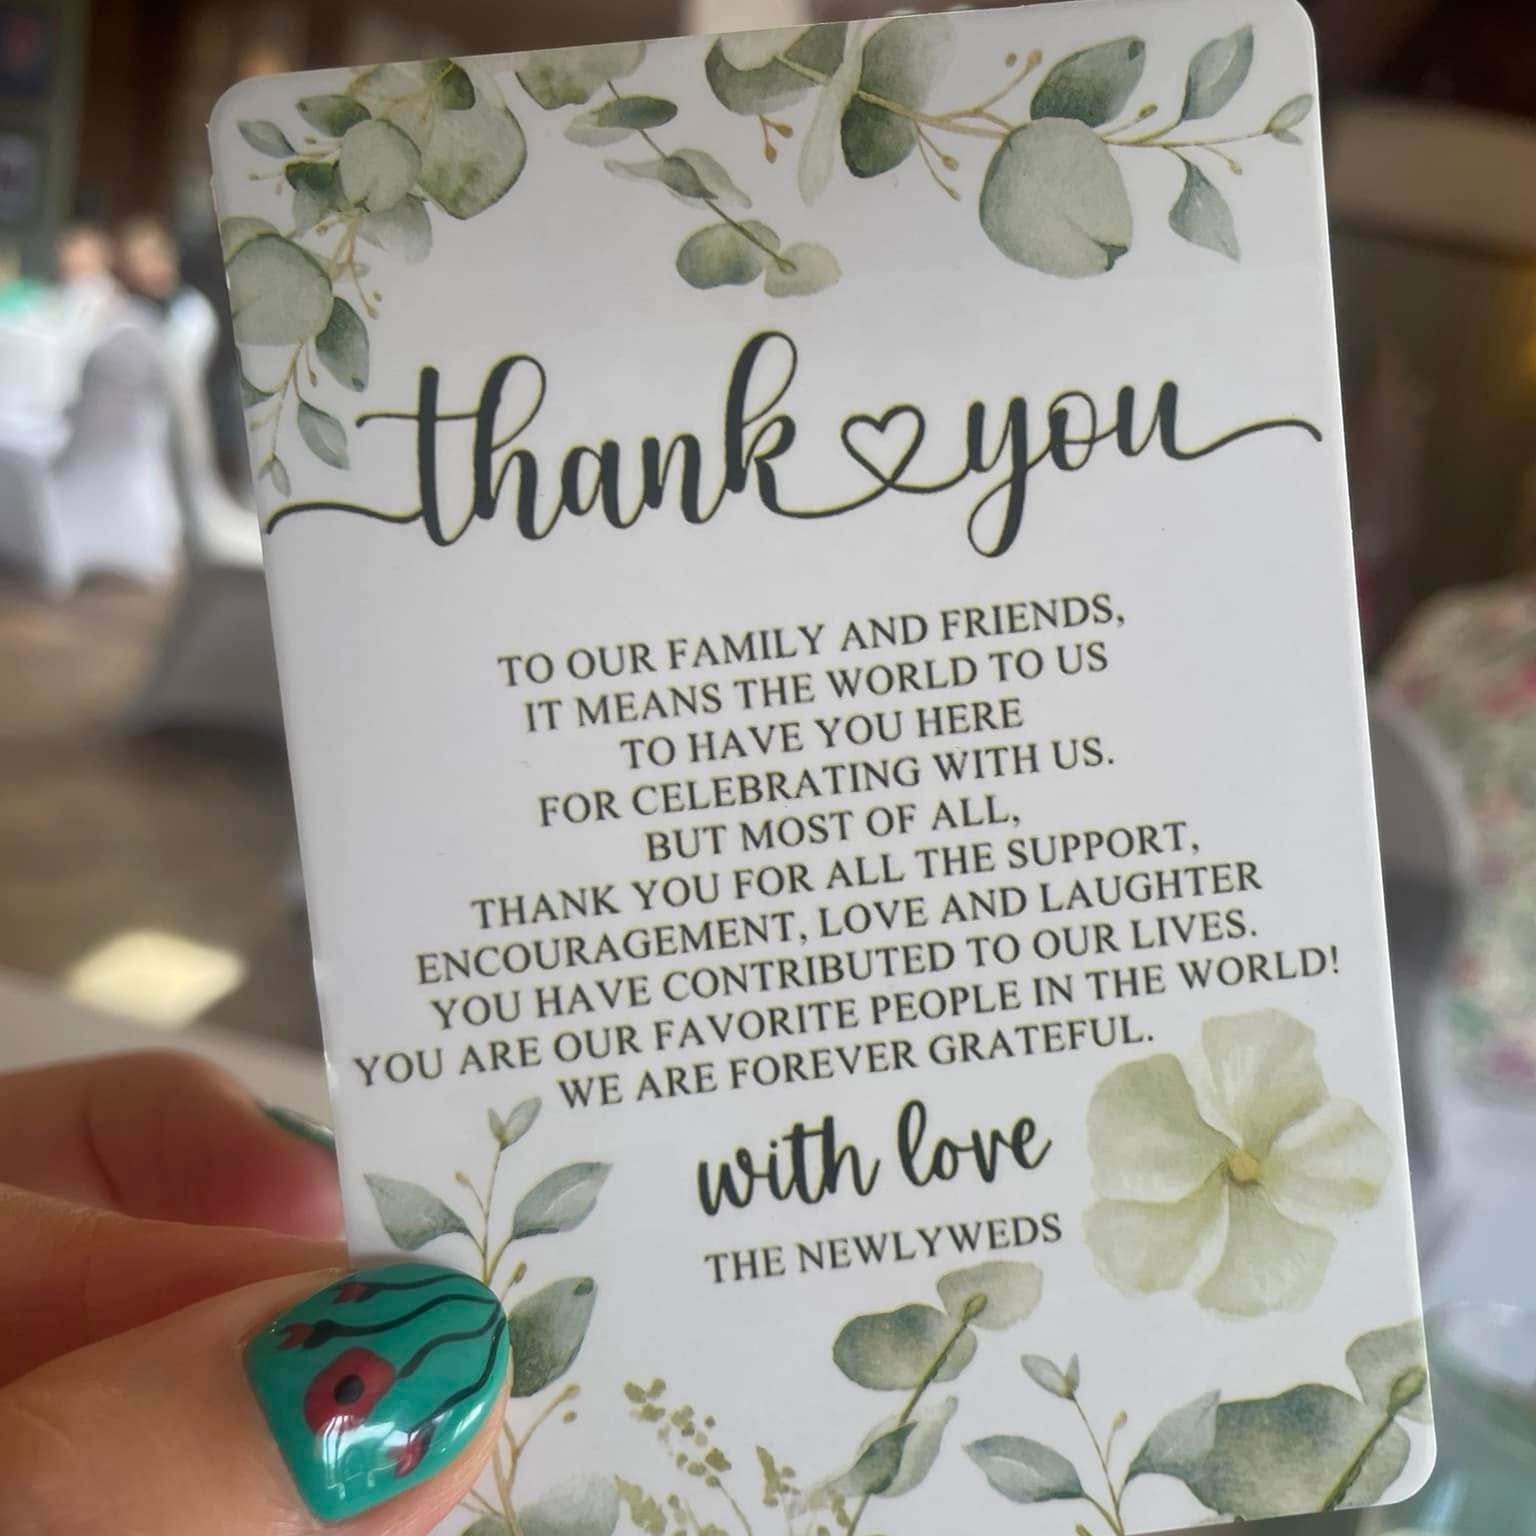 thank you
TO OUR FAMILY AND FRIENDS,
IT MEANS THE WORLD TO US
TO HAVE YOU HERE
FOR CELEBRATING WITH US.
BUT MOST OF ALL,
THANK YOU FOR ALL THE SUPPORT,
ENCOURAGEMENT, LOVE AND LAUGHTER
YOU HAVE CONTRIBUTED TO OUR LIVES.
YOU ARE OUR FAVORITE PEOPLE IN THE WORLD!
WE ARE FOREVER GRATEFUL.
with love
THE NEWLYWEDS